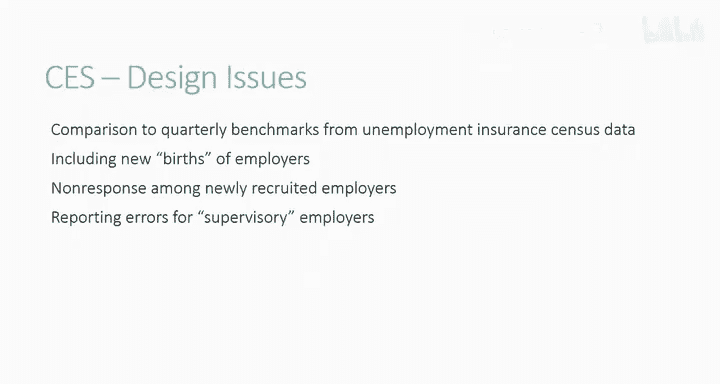 CES – Design Issues
Comparison to quarterly benchmarks from unemployment insurance census data
Including new “births” of employers
Nonresponse among newly recruited employers
Reporting errors for “supervisory” employers